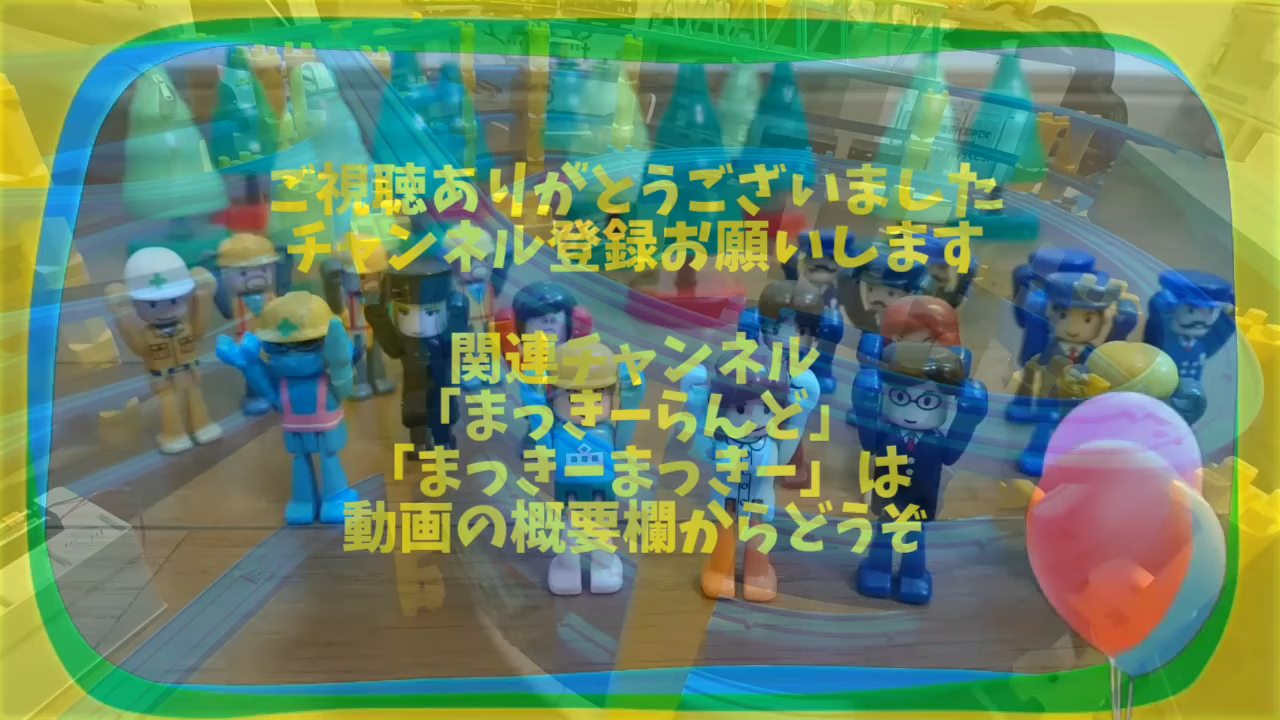 ご視聴ありがとうございました
チャンネル登録お願いします
関連チャンネル
「まっきーらんど」
「まっきーまっきー」は
動画の概要欄からどうぞ